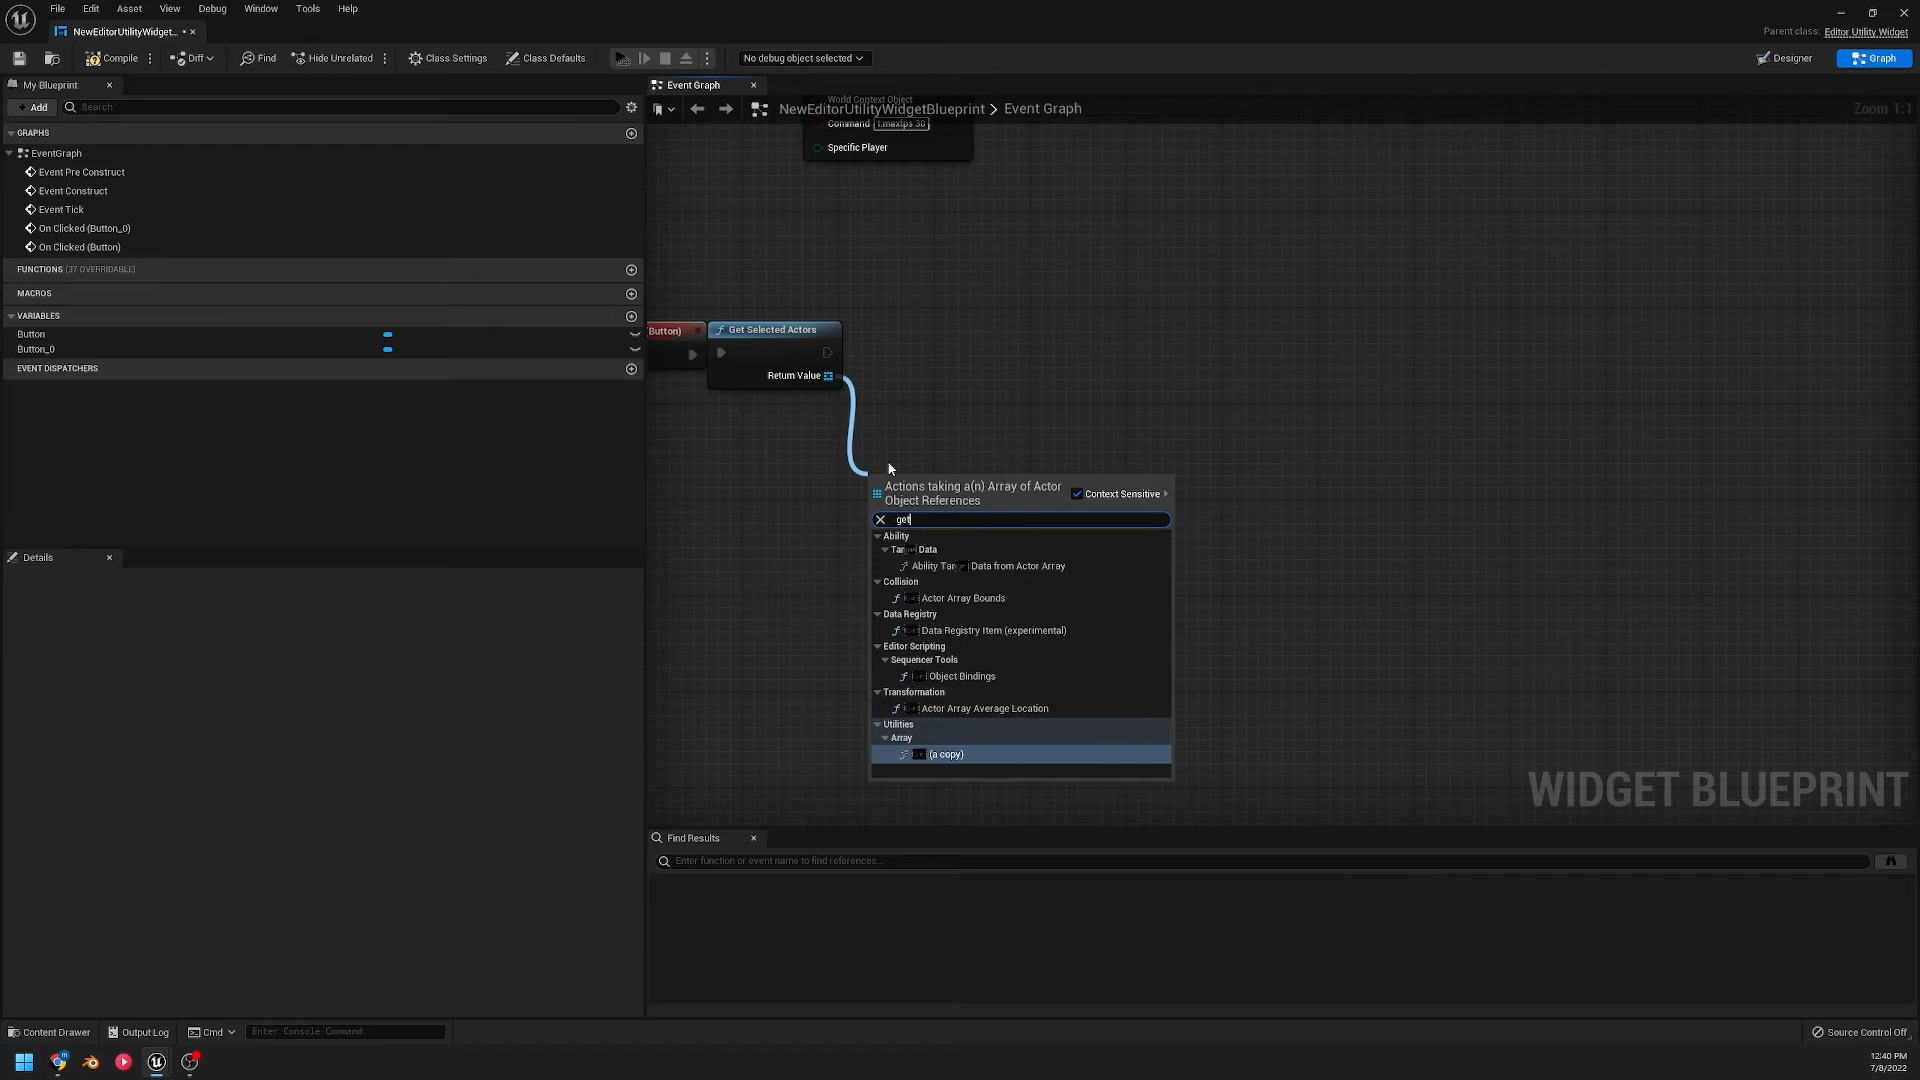 File Edit Asset View Debug Window Tools Help
NewEditorUtilityWidget...
Parent class: Editor Utility Widget
Compile Diff Find Hide Unrelated Class Settings Class Defaults No debug object selected Designer Graph
My Blueprint
Event Graph
Add Search
NewEditorUtilityWidgetBlueprint > Event Graph
Zoom 1:1
World Context Object
Command t.maxfps 30
Specific Player
GRAPHS
EventGraph
Event Pre Construct
Event Construct
Event Tick
On Clicked (Button_0)
On Clicked (Button)
FUNCTIONS (37 OVERRIDABLE)
MACROS
VARIABLES
Button
Button_0
EVENT DISPATCHERS
(Button)
Get Selected Actors
Return Value
Actions taking a(n) Array of Actor
Object References
Context Sensitive
get
Ability
Data
Data from Actor Array
Collision
Actor Array Bounds
Data Registry
Data Registry Item (experimental)
Editor Scripting
Sequencer Tools
Object Bindings
Transformation
Actor Array Average Location
Utilities
Array
(a copy)
Details
WIDGET BLUEPRINT
Find Results
Enter function or event name to find references...
Content Drawer Output Log Cmd Enter Console Command Source Control Off
12:40 PM
7/8/2022